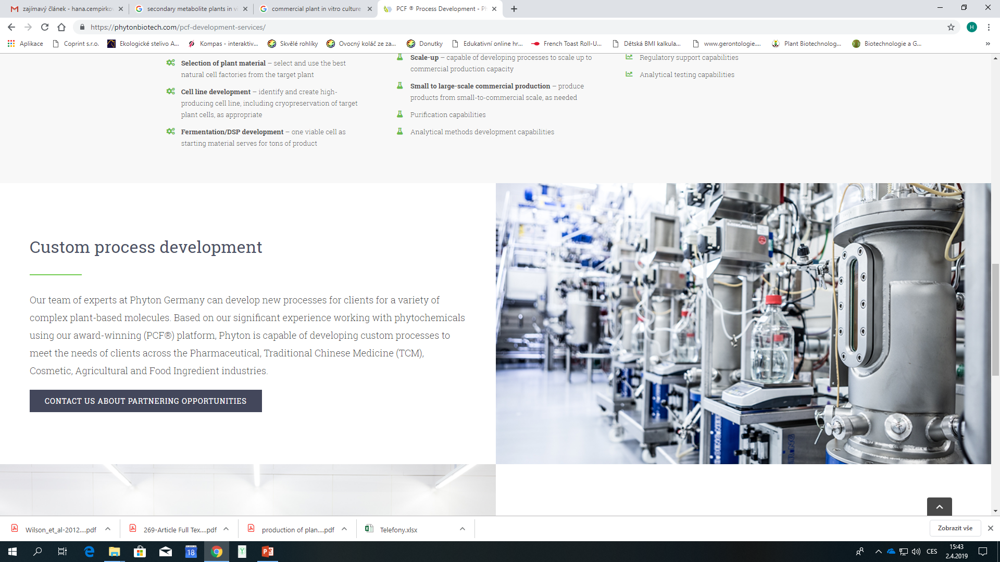 zajímavý článek - hana.cempirko
secondary metabolite plants in vi
commercial plant in vitro culture
PCF ® Process Development - Ph
https://phytonbiotech.com/pcf-development-services/
H
Aplikace
Coprint s.r.o.
Ekologické stelivo A...
Kompas - interaktiv...
Skvělé rohlíky
Ovocný koláč ze za...
Donutky
Edukativní online hr...
French Toast Roll-U...
Dětská BMI kalkula...
www.gerontologie....
Plant Biotechnolog...
Biotechnologie a G...
»
Selection of plant material – select and use the best
natural cell factories from the target plant
Cell line development – identify and create high-
producing cell line, including cryopreservation of target
plant cells, as appropriate
Fermentation/DSP development – one viable cell as
starting material serves for tons of product
Scale-up – capable of developing processes to scale up to
commercial production capacity
Small to large-scale commercial production – produce
products from small-to-commercial scale, as needed
Purification capabilities
Analytical methods development capabilities
Regulatory support capabilities
Analytical testing capabilities
Custom process development
Our team of experts at Phyton Germany can develop new processes for clients for a variety of
complex plant-based molecules. Based on our significant experience working with phytochemicals
using our award-winning (PCF®) platform, Phyton is capable of developing custom processes to
meet the needs of clients across the Pharmaceutical, Traditional Chinese Medicine (TCM),
Cosmetic, Agricultural and Food Ingredient industries.
CONTACT US ABOUT PARTNERING OPPORTUNITIES
Wilson_et_al-2012....pdf
269-Article Full Tex....pdf
production of plan....pdf
Telefony.xlsx
Zobrazit vše
18
CES
15:43
2.4.2019